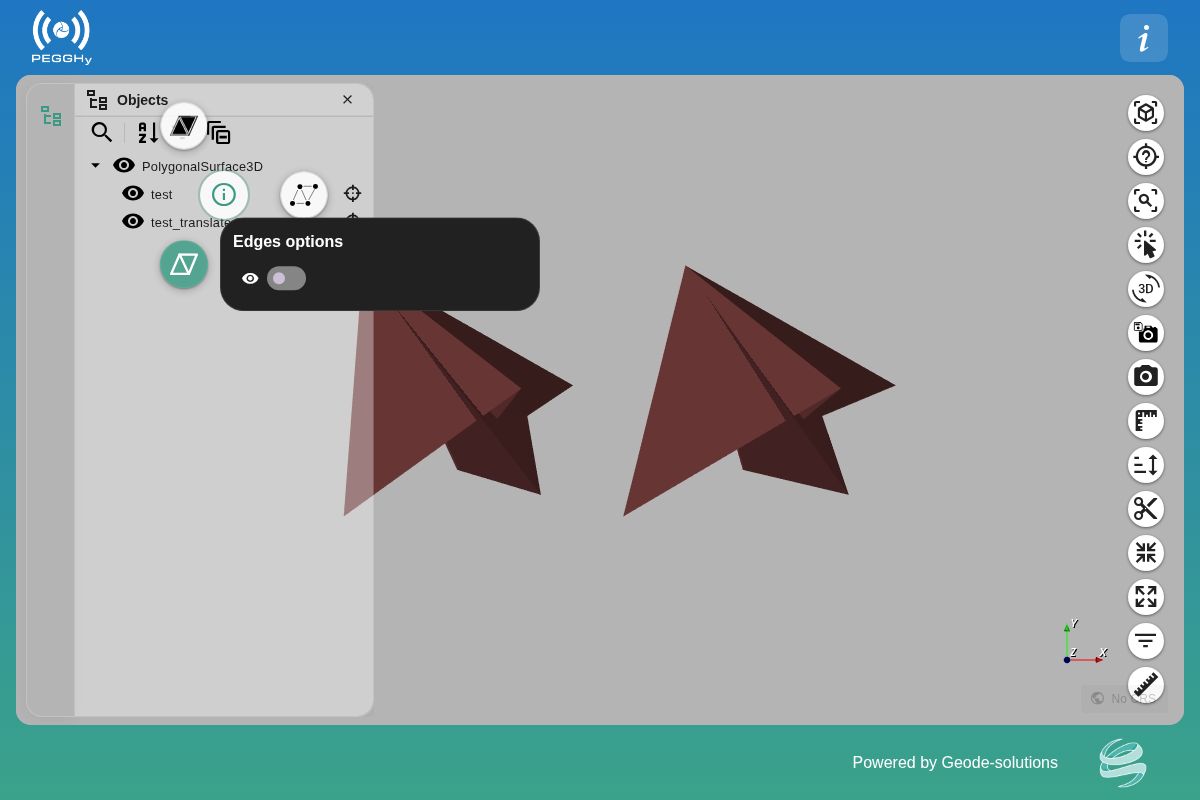 PEGGHy
i
Objects
A
Z
PolygonalSurface3D
test
i
test_translate
Edges options
3D
Y
Z
X
No CRS
Powered by Geode-solutions